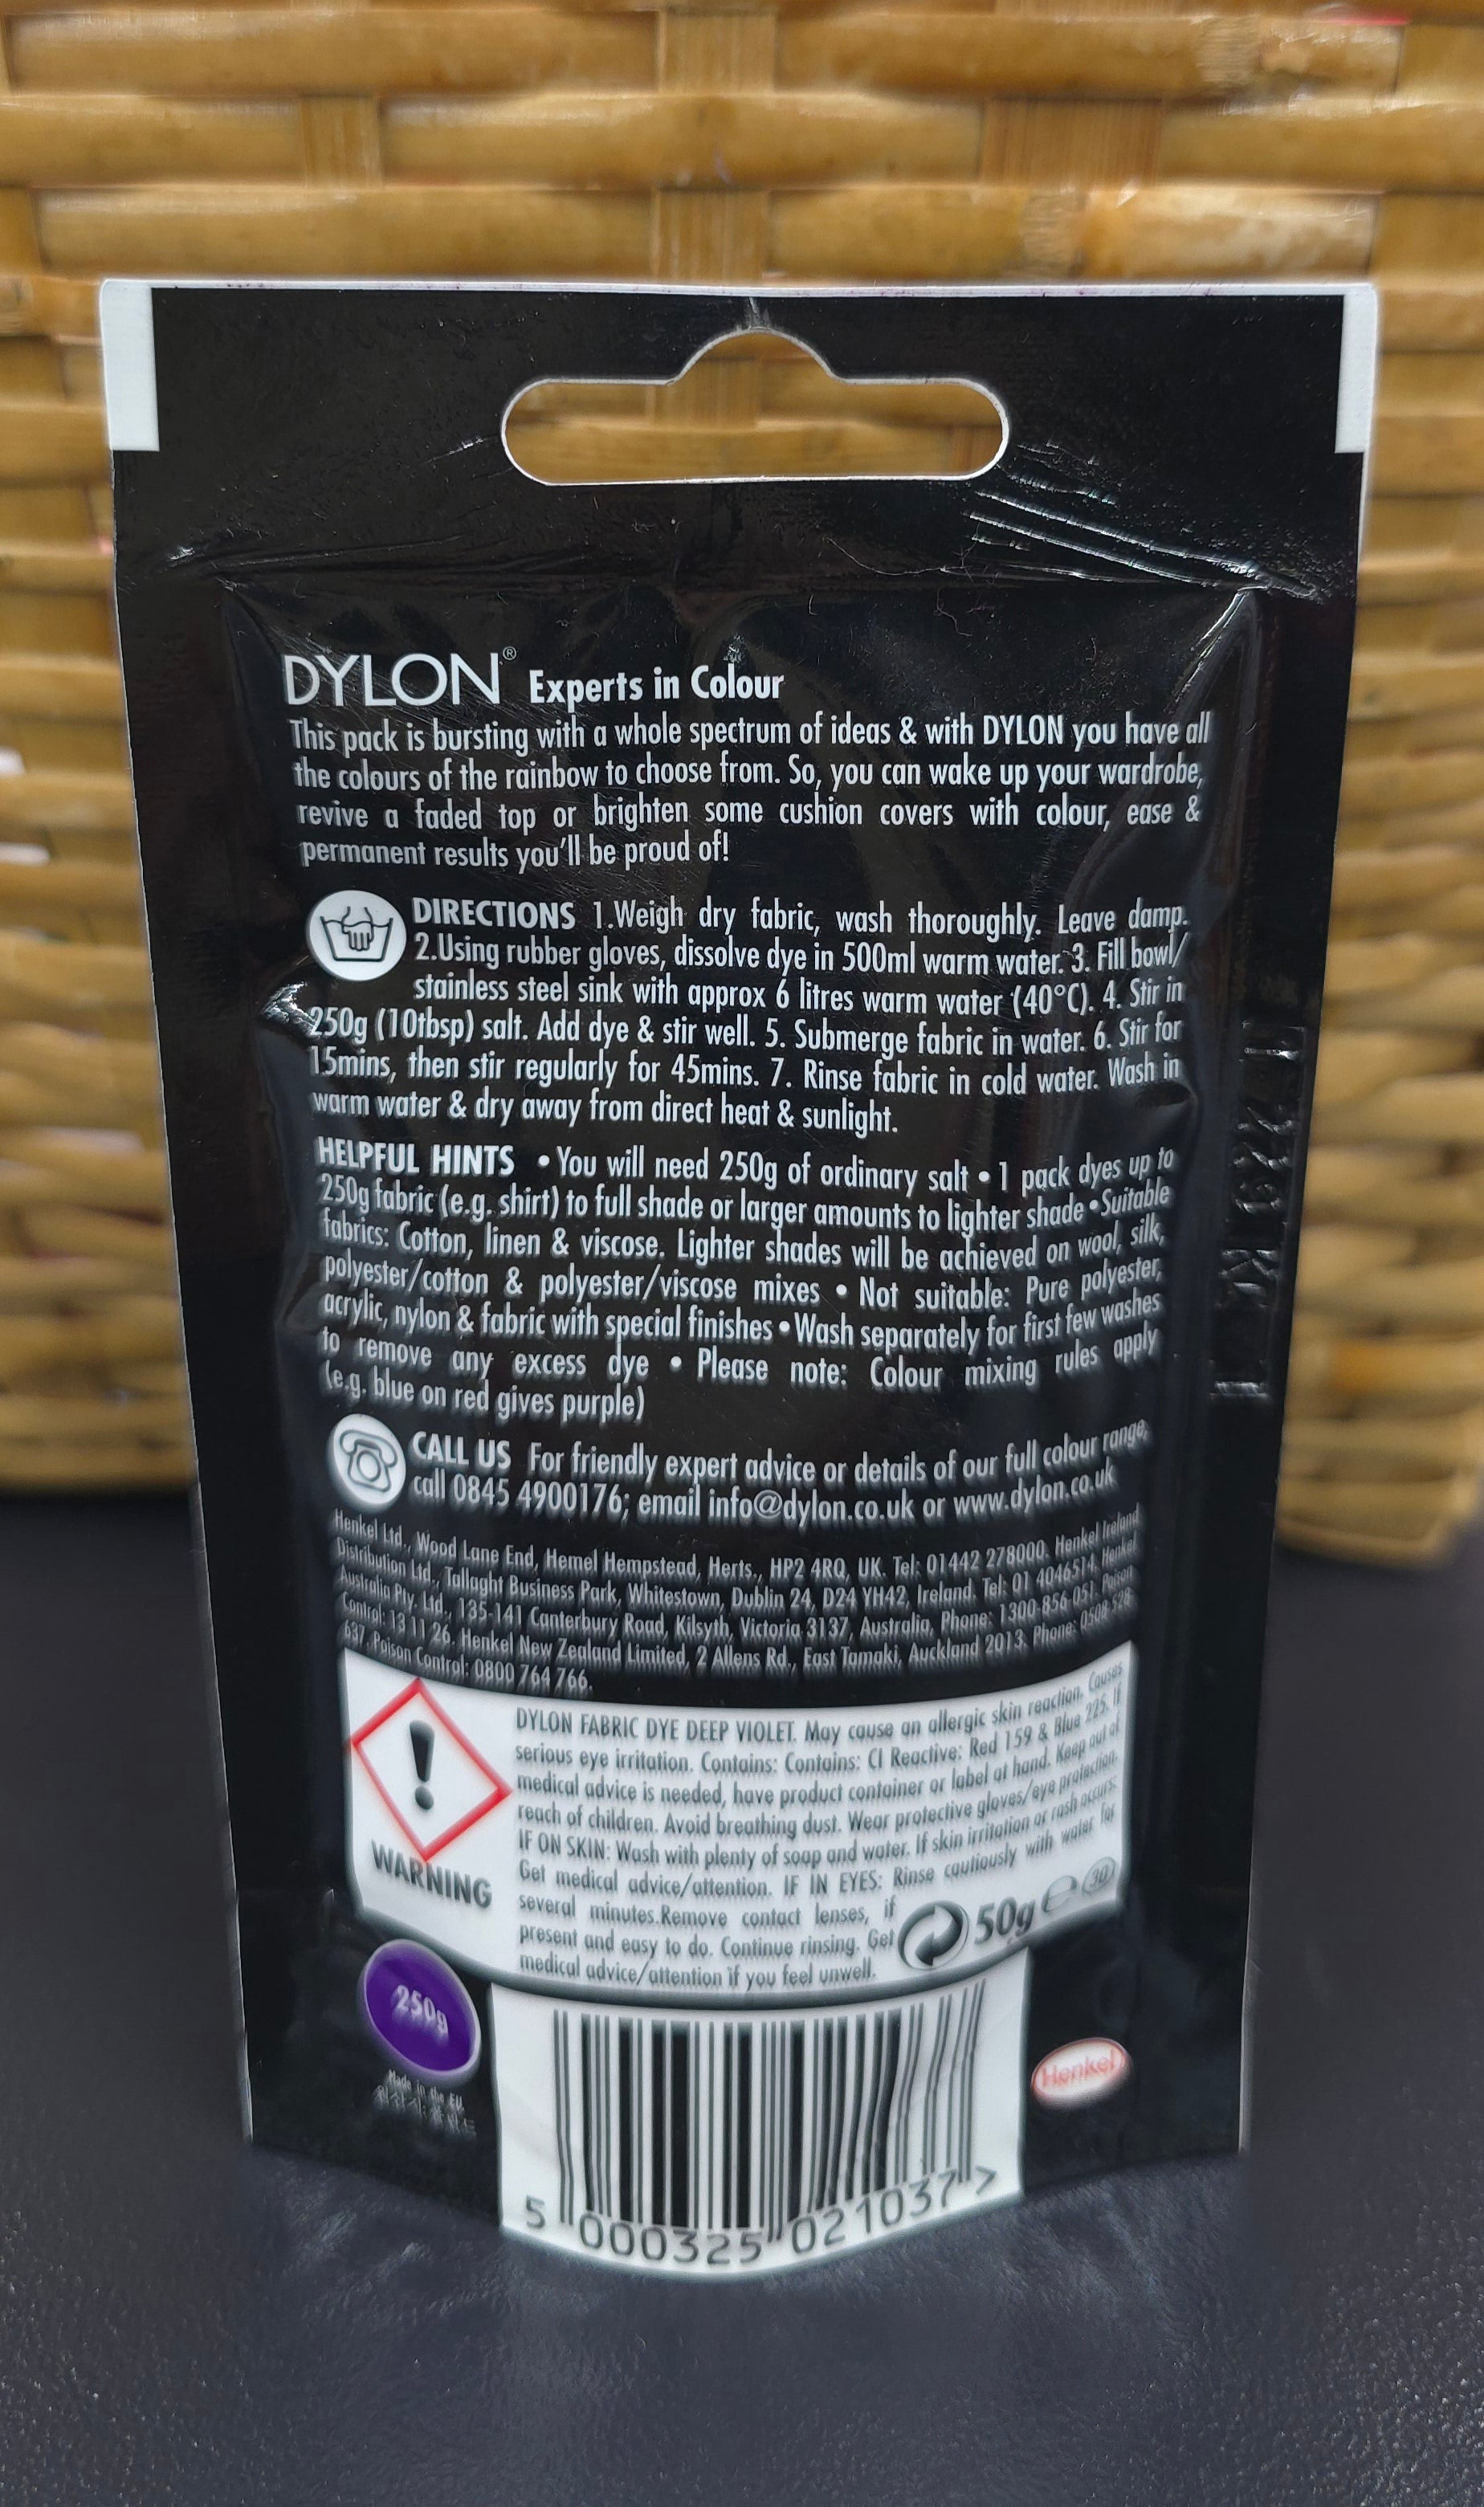 DYLON® Experts in Colour
This pack is bursting with a whole spectrum of ideas & with DYLON you have all
the colours of the rainbow to choose from. So, you can wake up your wardrobe,
revive a faded top or brighten some cushion covers with colour, ease &
permanent results you'll be proud of!
DIRECTIONS 1.Weigh dry fabric, wash thoroughly. Leave damp.
2.Using rubber gloves, dissolve dye in 500ml warm water. 3. Fill bowl/
stainless steel sink with approx 6 litres warm water (40°C). 4. Stir in
250g (10tbsp) salt. Add dye & stir well. 5. Submerge fabric in water. 6. Stir for
15mins, then stir regularly for 45mins. 7. Rinse fabric in cold water. Wash in
warm water & dry away from direct heat & sunlight.
HELPFUL HINTS • You will need 250g of ordinary salt • 1 pack dyes up to
250g fabric (e.g. shirt) to full shade or larger amounts to lighter shade • Suitable
fabrics: Cotton, linen & viscose. Lighter shades will be achieved on wool, silk,
polyester/cotton & polyester/viscose mixes • Not suitable: Pure polyester,
acrylic, nylon & fabric with special finishes • Wash separately for first few washes
to remove any excess dye • Please note: Colour mixing rules apply
(e.g. blue on red gives purple)
CALL US For friendly expert advice or details of our full colour range,
call 0845 4900176; email info@dylon.co.uk or www.dylon.co.uk
Henkel Ltd., Wood Lane End, Hemel Hempstead, Herts., HP2 4RQ, UK. Tel: 01442 278000. Henkel Ireland
Distribution Ltd., Tallaght Business Park, Whitestown, Dublin 24, D24 YH42, Ireland. Tel: 01 4046514. Henkel
Australia Pty. Ltd., 135-141 Canterbury Road, Kilsyth, Victoria 3137, Australia, Phone: 1300-856-051. Poison
Control: 13 11 26. Henkel New Zealand Limited, 2 Allens Rd., East Tamaki, Auckland 2013. Phone: 0508 528
637. Poison Control: 0800 764 766.
DYLON FABRIC DYE DEEP VIOLET. May cause an allergic skin reaction. Causes
serious eye irritation. Contains: Contains: CI Reactive: Red 159 & Blue 225. If
medical advice is needed, have product container or label at hand. Keep out of
reach of children. Avoid breathing dust. Wear protective gloves/eye protection.
IF ON SKIN: Wash with plenty of soap and water. If skin irritation or rash occurs:
Get medical advice/attention. IF IN EYES: Rinse cautiously with water for
several minutes.Remove contact lenses, if
present and easy to do. Continue rinsing. Get
medical advice/attention if you feel unwell.
WARNING
50g e 30
250g
Made in the EU
Henkel
5 000325 021037 >